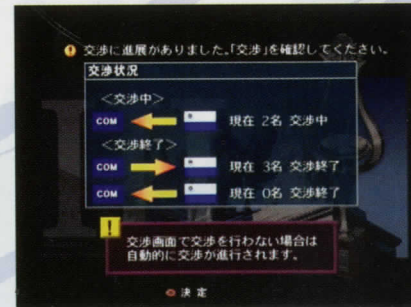 交渉に進展がありました。「交渉」を確認してください。
交渉状況
＜交渉中＞
COM 現在 2名 交渉中
＜交渉終了＞
COM 現在 3名 交渉終了
COM 現在 0名 交渉終了
!
交渉画面で交渉を行わない場合は
自動的に交渉が進行されます。
決定